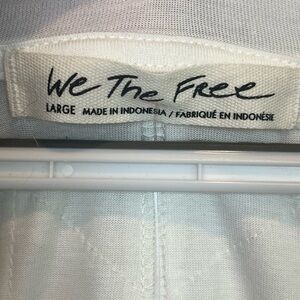 We The Free
LARGE MADE IN INDONESIA / FABRIQUÉ EN INDONÉSIE